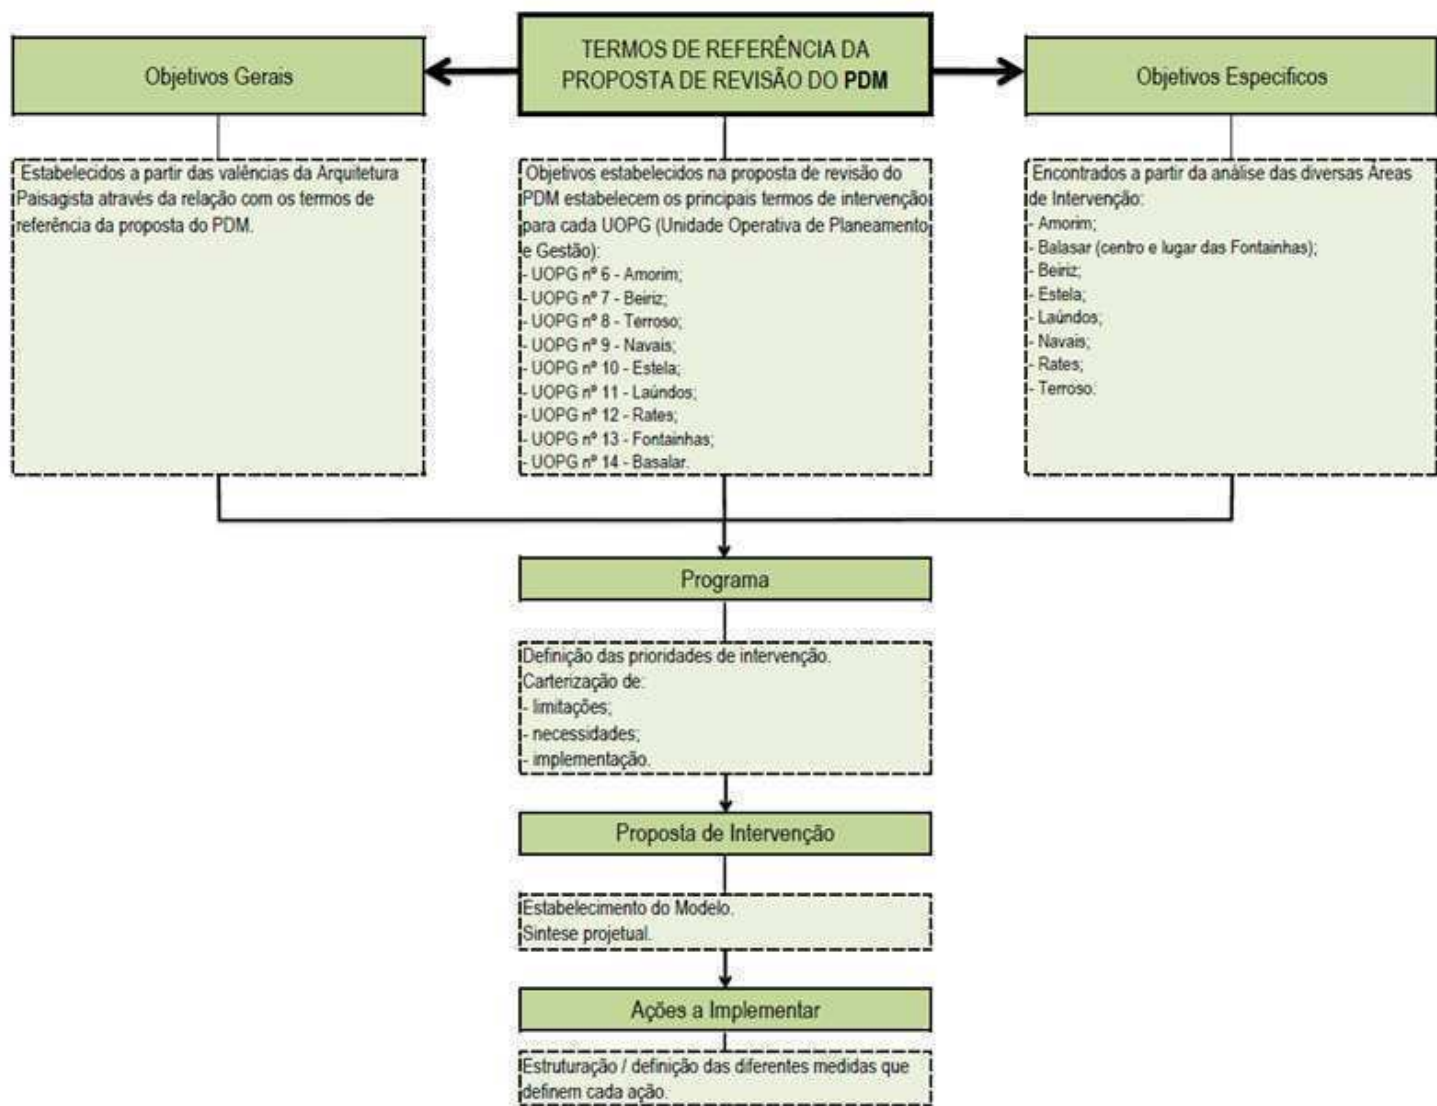 TERMOS DE REFERÊNCIA DA
PROPOSTA DE REVISÃO DO PDM
Objetivos Gerais
Objetivos Especificos
Estabelecidos a partir das valências da Arquitetura
Paisagista através da relação com os termos de
referência da proposta do PDM.
Objetivos estabelecidos na proposta de revisão do
PDM estabelecem os principais termos de intervenção
para cada UOPG (Unidade Operativa de Planeamento
e Gestão):
- UOPG nº 6 - Amorim;
- UOPG nº 7 - Beiriz;
- UOPG nº 8 - Terroso;
- UOPG nº 9 - Navais;
- UOPG nº 10 - Estela;
- UOPG nº 11 - Laúndos;
- UOPG nº 12 - Rates;
- UOPG nº 13 - Fontainhas;
- UOPG nº 14 - Basalar.
Encontrados a partir da análise das diversas Áreas
de Intervenção:
- Amorim;
- Balasar (centro e lugar das Fontainhas);
- Beiriz;
- Estela;
- Laúndos;
- Navais;
- Rates;
- Terroso.
Programa
Definição das prioridades de intervenção.
Carterização de:
- limitações;
- necessidades;
- implementação.
Proposta de Intervenção
Estabelecimento do Modelo.
Sintese projetual.
Ações a Implementar
Estruturação / definição das diferentes medidas que
definem cada ação.